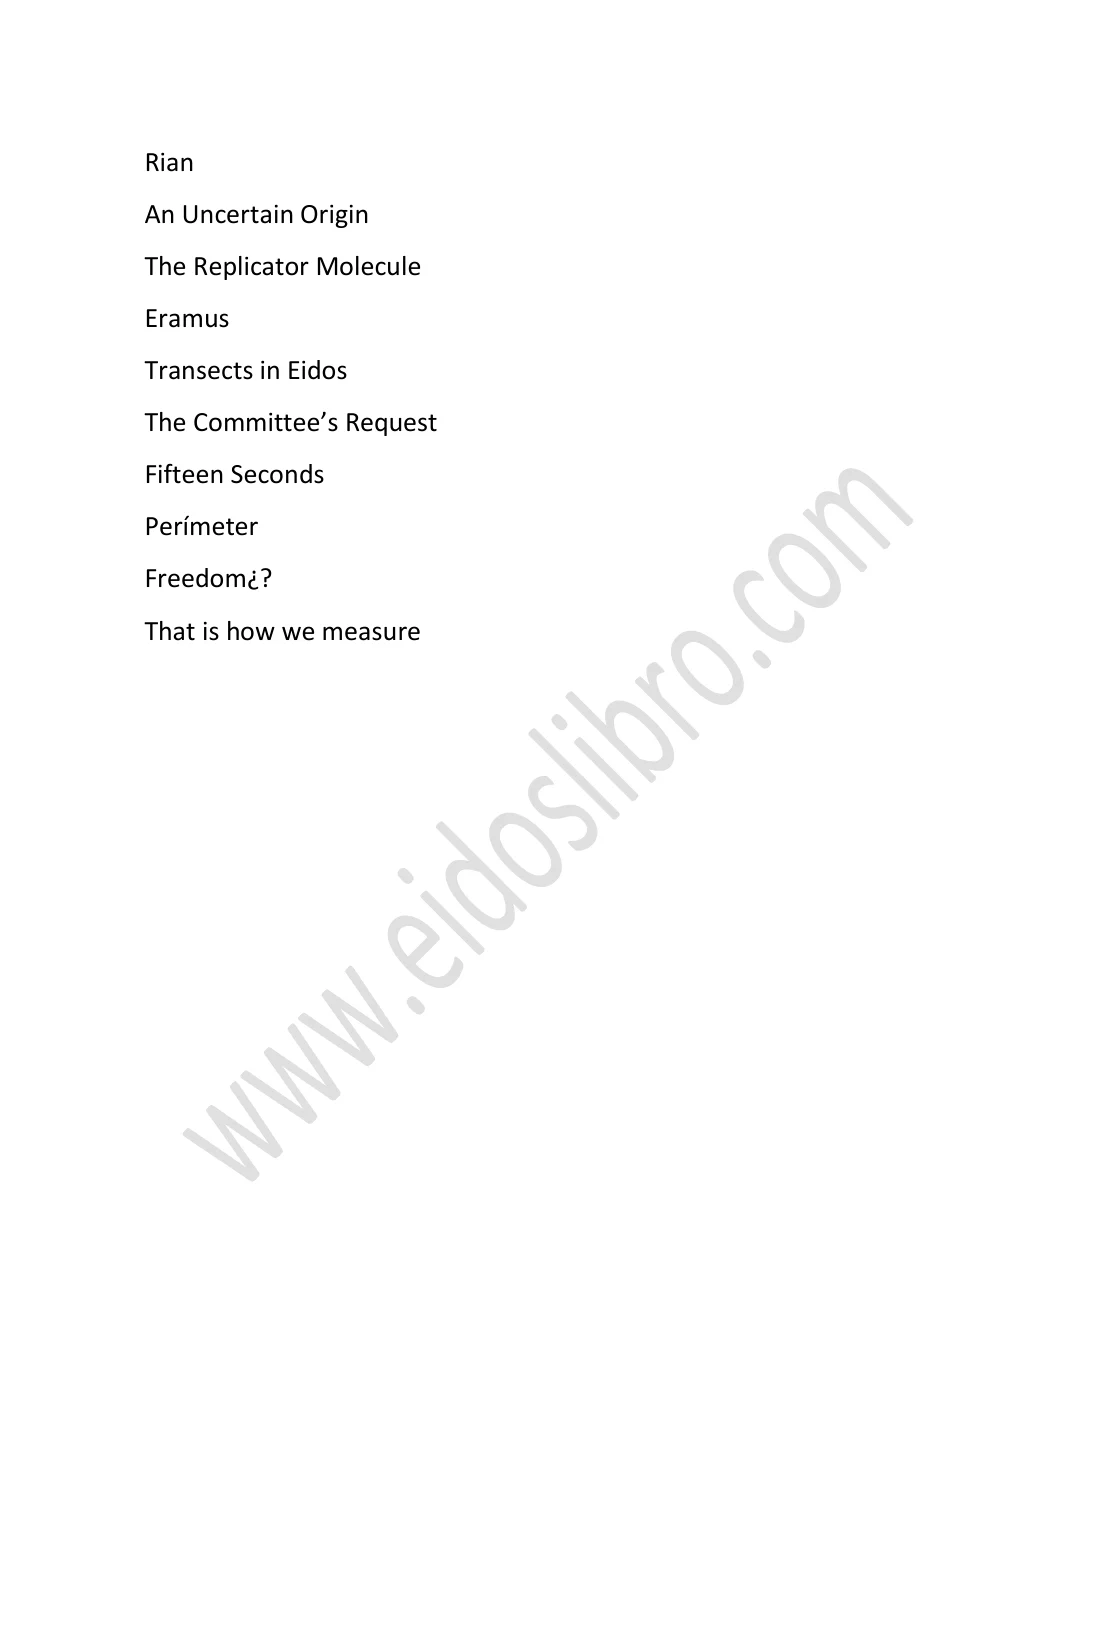 Rian
An Uncertain Origin
The Replicator Molecule
Eramus
Transects in Eidos
The Committee’s Request
Fifteen Seconds
Perímeter
Freedom¿?
That is how we measure
www.eidoslibro.com